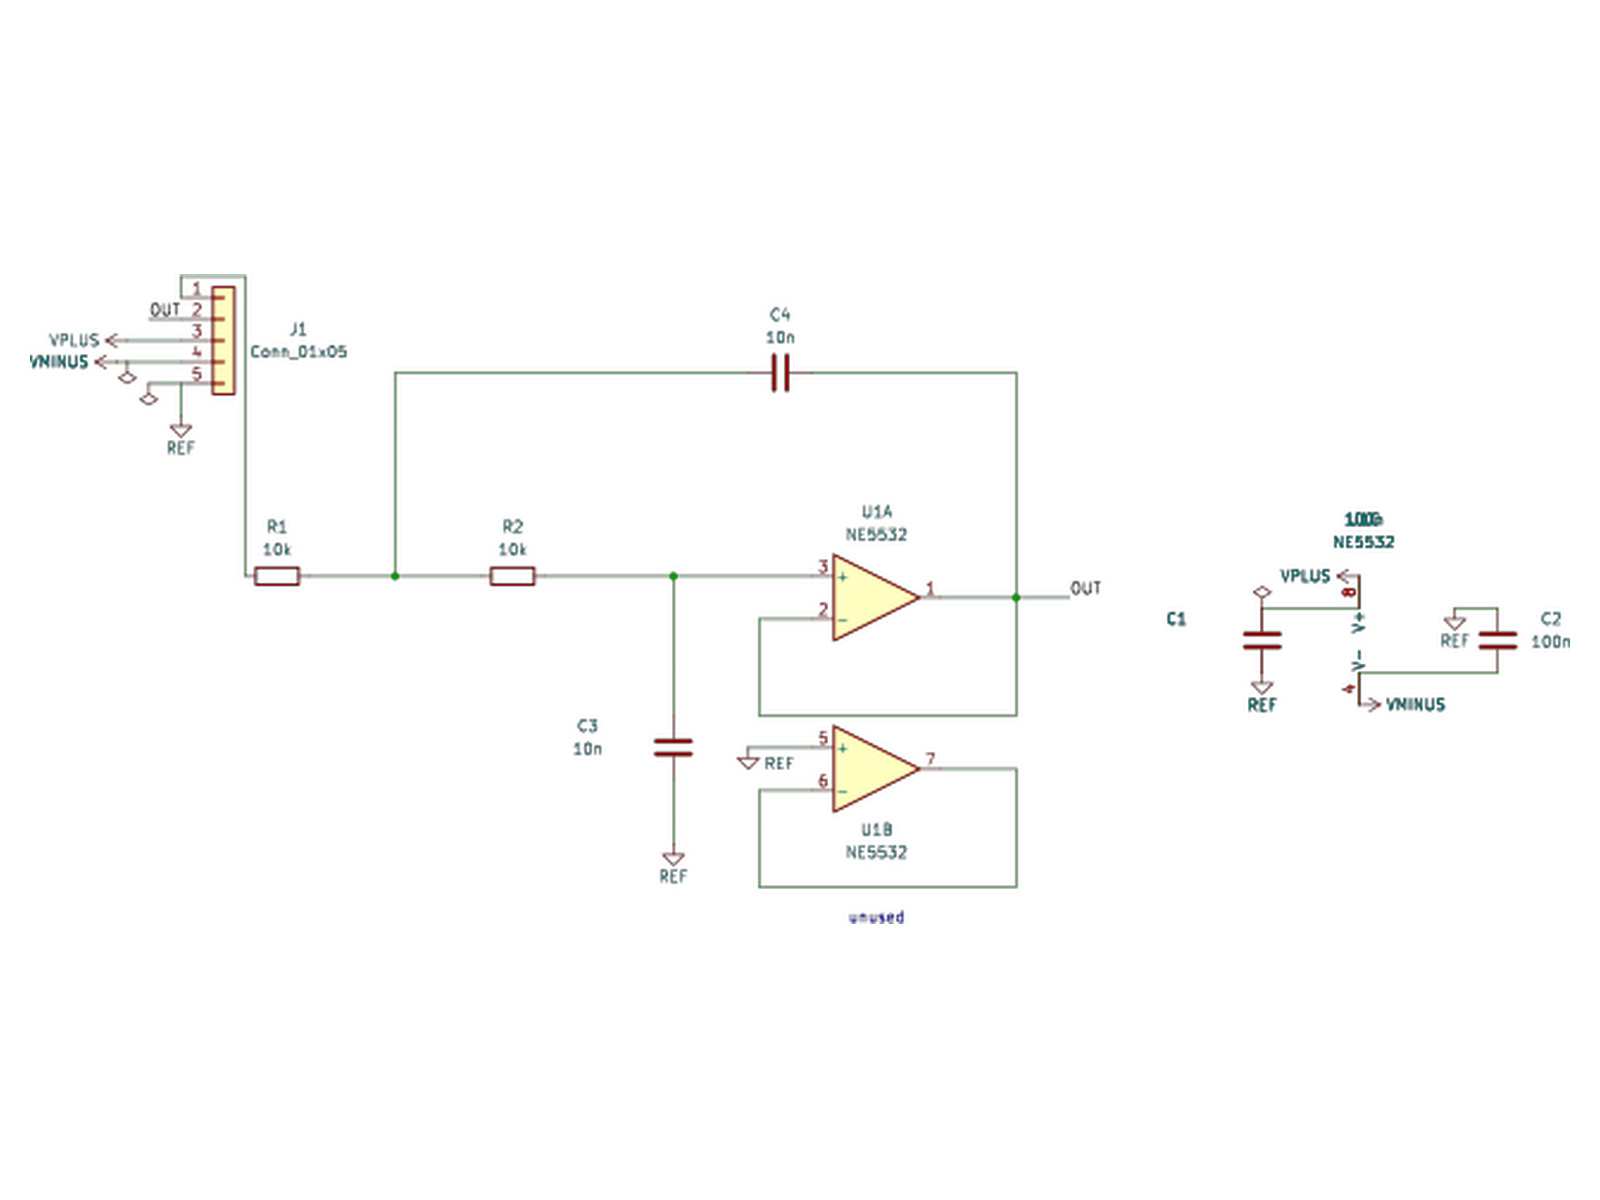 1
OUT 2
VPLUS 3
VMINUS 4
5
REF
J1
Conn_01x05
C4
10n
R1
10k
R2
10k
U1A
NE5532
3
+
2
-
1
OUT
C3
10n
REF
5
+
REF
6
-
7
U1B
NE5532
unused
NE5532
VPLUS
8
V+
C1
REF
V-
4
VMINUS
REF
C2
100n